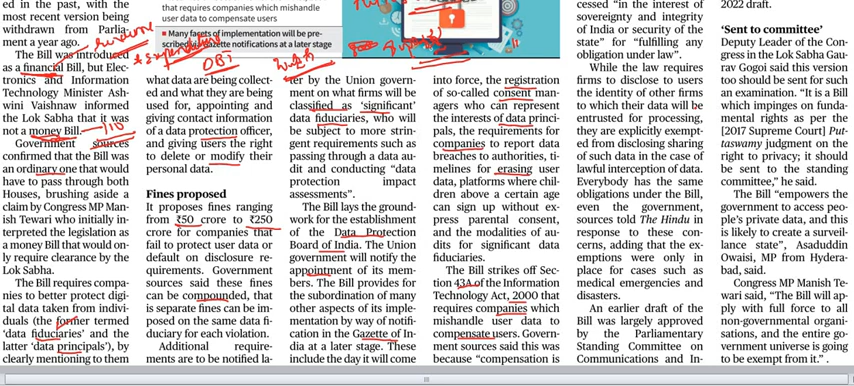 ed in the past, with the
most recent version being
withdrawn from Parlia-
ment a year ago.
The Bill was introduced
as a financial Bill, but Elec-
tronics and Information
Technology Minister Ash-
wini Vaishnaw informed
the Lok Sabha that it was
not a money Bill.
Government sources
confirmed that the Bill was
an ordinary one that would
have to pass through both
Houses, brushing aside a
claim by Congress MP Man-
ish Tewari who initially in-
terpreted the legislation as
a money Bill that would on-
ly require clearance by the
Lok Sabha.
The Bill requires compa-
nies to better protect digi-
tal data taken from indivi-
duals (the former termed
‘data fiduciaries’ and the
latter ‘data principals’), by
clearly mentioning to them
that requires companies which mishandle
user data to compensate users
■ Many facets of implementation will be pre-
scribed via Gazette notifications at a later stage
what data are being collect-
ed and what they are being
used for, appointing and
giving contact information
of a data protection officer,
and giving users the right
to delete or modify their
personal data.
Fines proposed
It proposes fines ranging
from ₹50 crore to ₹250
crore for companies that
fail to protect user data or
default on disclosure re-
quirements. Government
sources said these fines
can be compounded, that
is separate fines can be im-
posed on the same data fi-
duciary for each violation.
Additional require-
ments are to be notified la-
ter by the Union govern-
ment on what firms will be
classified as ‘significant’
data fiduciaries, who will
be subject to more strin-
gent requirements such as
passing through a data au-
dit and conducting “data
protection impact
assessments”.
The Bill lays the ground-
work for the establishment
of the Data Protection
Board of India. The Union
government will notify the
appointment of its mem-
bers. The Bill provides for
the subordination of many
other aspects of its imple-
mentation by way of notifi-
cation in the Gazette of In-
dia at a later stage. These
include the day it will come
into force, the registration
of so-called consent man-
agers who can represent
the interests of data princi-
pals, the requirements for
companies to report data
breaches to authorities, ti-
melines for erasing user
data, platforms where chil-
dren above a certain age
can sign up without ex-
press parental consent,
and the modalities of au-
dits for significant data
fiduciaries.
The Bill strikes off Sec-
tion 43A of the Information
Technology Act, 2000 that
requires companies which
mishandle user data to
compensate users. Govern-
ment sources said this was
because “compensation is
cessed “in the interest of
sovereignty and integrity
of India or security of the
state” for “fulfilling any
obligation under law”.
While the law requires
firms to disclose to users
the identity of other firms
to which their data will be
entrusted for processing,
they are explicitly exempt-
ed from disclosing sharing
of such data in the case of
lawful interception of data.
Everybody has the same
obligations under the Bill,
even the government,
sources told The Hindu in
response to these con-
cerns, adding that the ex-
emptions were only in
place for cases such as
medical emergencies and
disasters.
An earlier draft of the
Bill was largely approved
by the Parliamentary
Standing Committee on
Communications and In-
2022 draft.
‘Sent to committee’
Deputy Leader of the Con-
gress in the Lok Sabha Gau-
rav Gogoi said this version
too should be sent for such
an examination. “It is a Bill
which impinges on funda-
mental rights as per the
[2017 Supreme Court] Put-
taswamy judgment on the
right to privacy; it should
be sent to the standing
committee,” he said.
The Bill “empowers the
government to access peo-
ple’s private data, and this
is likely to create a surveil-
lance state”, Asaduddin
Owaisi, MP from Hydera-
bad, said.
Congress MP Manish Te-
wari said, “The Bill will ap-
ply with full force to all
non-governmental organi-
sations, and the entire go-
vernment universe is going
to be exempt from it.”.